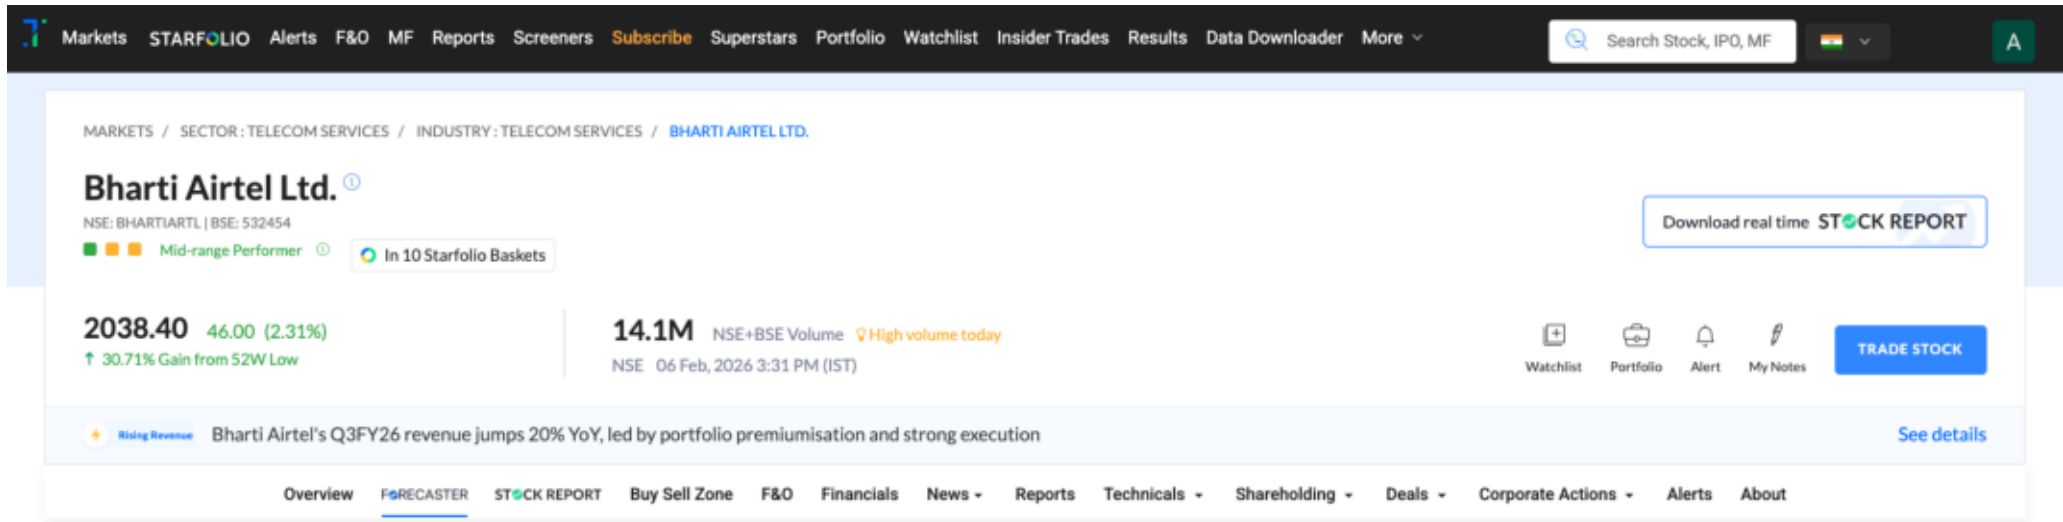 Markets STARFOLIO Alerts F&O MF Reports Screeners Subscribe Superstars Portfolio Watchlist Insider Trades Results Data Downloader More Search Stock, IPO, MF A
MARKETS / SECTOR : TELECOM SERVICES / INDUSTRY : TELECOM SERVICES / BHARTI AIRTEL LTD.
Bharti Airtel Ltd.
NSE: BHARTIARTL | BSE: 532454
Download real time STOCK REPORT
Mid-range Performer In 10 Starfolio Baskets
2038.40 46.00 (2.31%) 14.1M NSE+BSE Volume High volume today
↑ 30.71% Gain from 52W Low NSE 06 Feb, 2026 3:31 PM (IST)
Watchlist Portfolio Alert My Notes TRADE STOCK
Rising Revenue Bharti Airtel's Q3FY26 revenue jumps 20% YoY, led by portfolio premiumisation and strong execution See details
Overview FORECASTER STOCK REPORT Buy Sell Zone F&O Financials News Reports Technicals Shareholding Deals Corporate Actions Alerts About